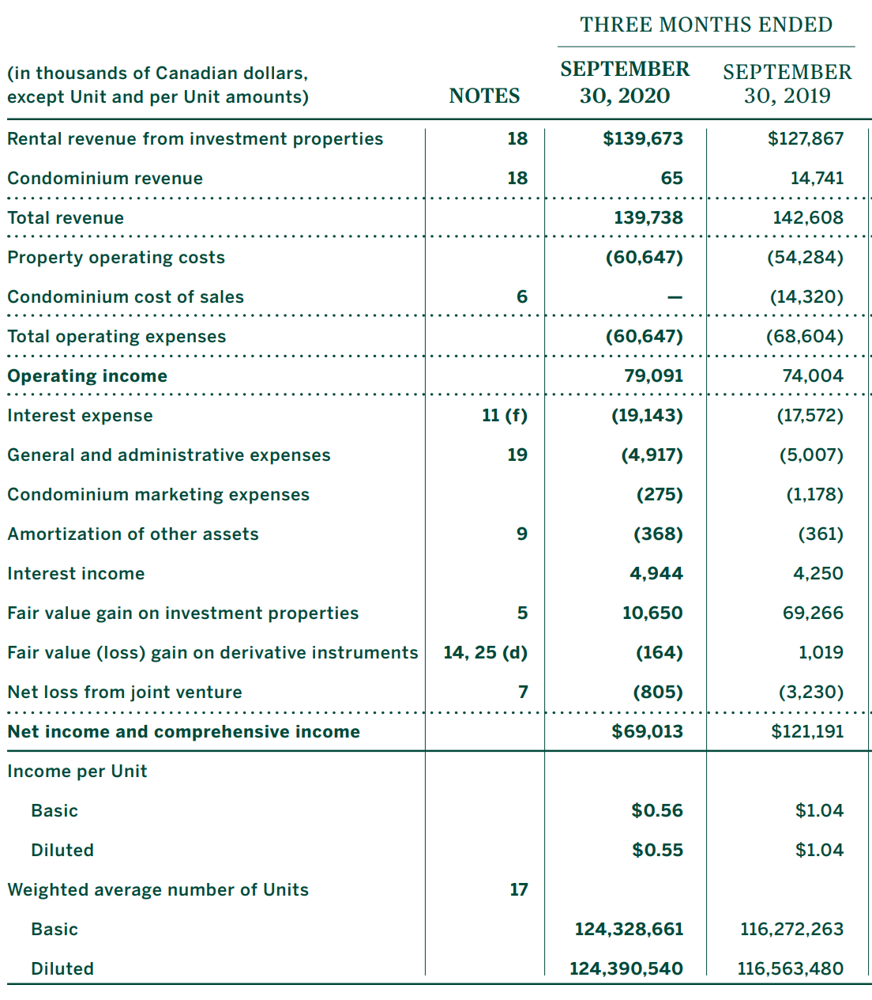 THREE MONTHS ENDED
(in thousands of Canadian dollars,
except Unit and per Unit amounts) NOTES SEPTEMBER 30, 2020 SEPTEMBER 30, 2019
Rental revenue from investment properties 18 $139,673 $127,867
Condominium revenue 18 65 14,741
Total revenue 139,738 142,608
Property operating costs (60,647) (54,284)
Condominium cost of sales 6 — (14,320)
Total operating expenses (60,647) (68,604)
Operating income 79,091 74,004
Interest expense 11 (f) (19,143) (17,572)
General and administrative expenses 19 (4,917) (5,007)
Condominium marketing expenses (275) (1,178)
Amortization of other assets 9 (368) (361)
Interest income 4,944 4,250
Fair value gain on investment properties 5 10,650 69,266
Fair value (loss) gain on derivative instruments 14, 25 (d) (164) 1,019
Net loss from joint venture 7 (805) (3,230)
Net income and comprehensive income $69,013 $121,191
Income per Unit
Basic $0.56 $1.04
Diluted $0.55 $1.04
Weighted average number of Units 17
Basic 124,328,661 116,272,263
Diluted 124,390,540 116,563,480